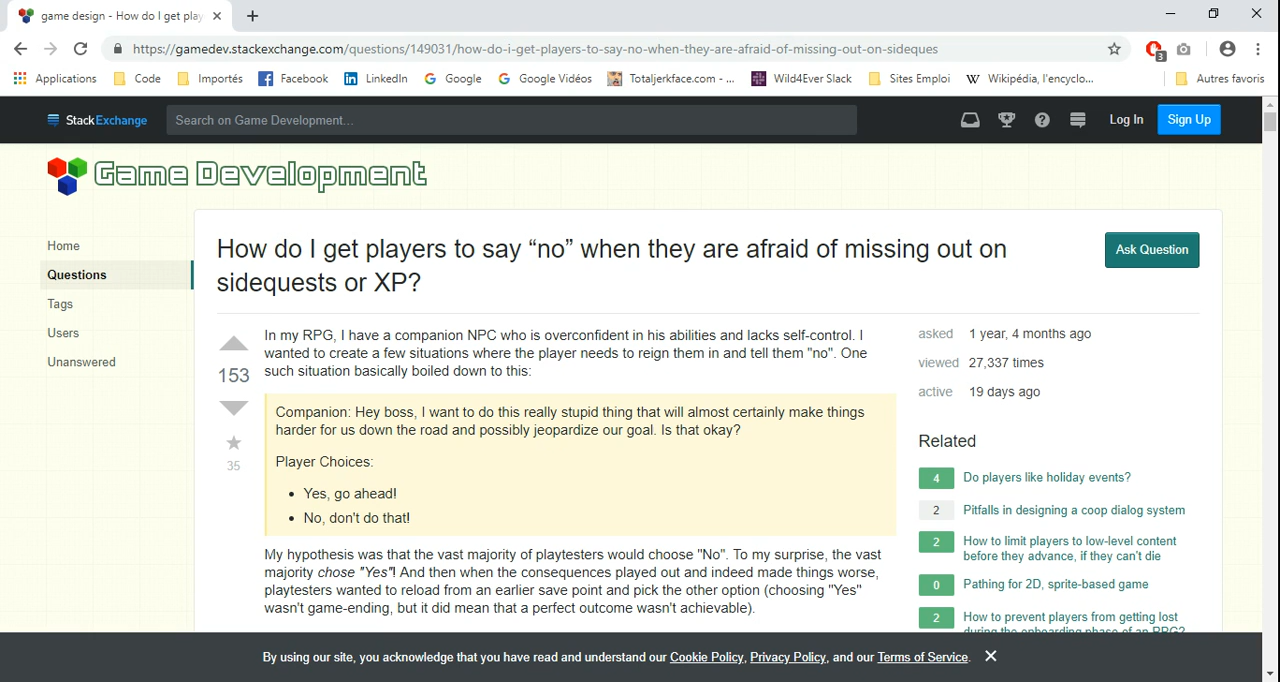 game design - How do I get play
https://gamedev.stackexchange.com/questions/149031/how-do-i-get-players-to-say-no-when-they-are-afraid-of-missing-out-on-sideques
3
Applications Code Importés Facebook LinkedIn Google Google Vidéos Totaljerkface.com - ... Wild4Ever Slack Sites Emploi Wikipédia, l'encyclo... Autres favoris
StackExchange Search on Game Development... Log In Sign Up
Game Development
Home
Questions
Tags
Users
Unanswered
How do I get players to say “no” when they are afraid of missing out on
sidequests or XP?
Ask Question
153
35
In my RPG, I have a companion NPC who is overconfident in his abilities and lacks self-control. I
wanted to create a few situations where the player needs to reign them in and tell them "no". One
such situation basically boiled down to this:
Companion: Hey boss, I want to do this really stupid thing that will almost certainly make things
harder for us down the road and possibly jeopardize our goal. Is that okay?
Player Choices:
• Yes, go ahead!
• No, don't do that!
My hypothesis was that the vast majority of playtesters would choose "No". To my surprise, the vast
majority chose "Yes"! And then when the consequences played out and indeed made things worse,
playtesters wanted to reload from an earlier save point and pick the other option (choosing "Yes"
wasn't game-ending, but it did mean that a perfect outcome wasn't achievable).
asked 1 year, 4 months ago
viewed 27,337 times
active 19 days ago
Related
4 Do players like holiday events?
2 Pitfalls in designing a coop dialog system
2 How to limit players to low-level content
before they advance, if they can't die
0 Pathing for 2D, sprite-based game
2 How to prevent players from getting lost
during the onboarding phase of an RPG?
By using our site, you acknowledge that you have read and understand our Cookie Policy, Privacy Policy, and our Terms of Service.